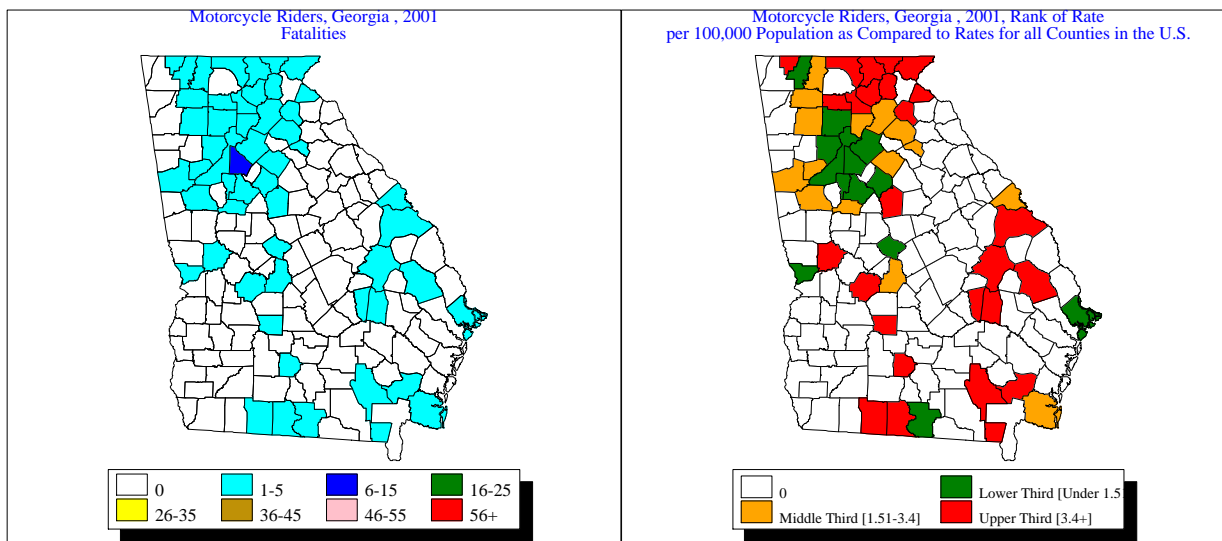 Motorcycle Riders, Georgia , 2001
Fatalities
0
1-5
6-15
16-25
26-35
36-45
46-55
56+
Motorcycle Riders, Georgia , 2001, Rank of Rate
per 100,000 Population as Compared to Rates for all Counties in the U.S.
0
Lower Third [Under 1.5
Middle Third [1.51-3.4]
Upper Third [3.4+]